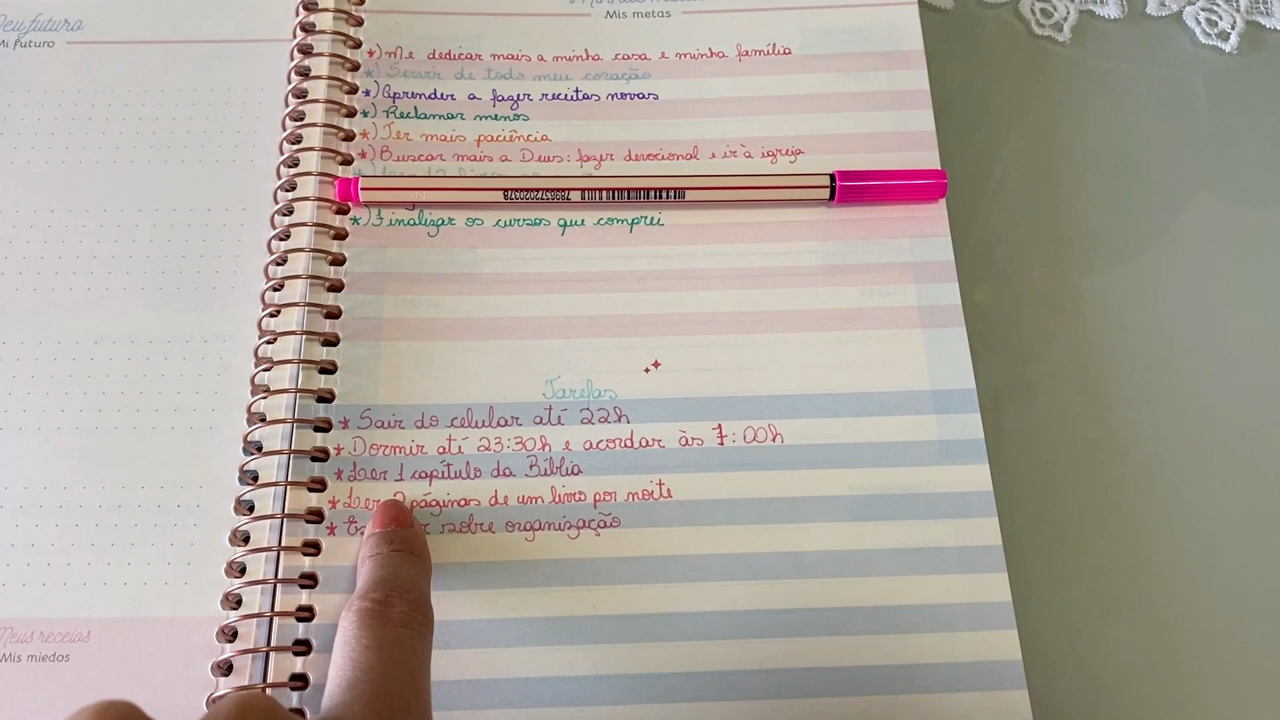 Meu futuro
Mi Futuro
Meus receios
Mis miedos
Mis metas
*) Me dedicar mais a minha casa e minha família
*) Servir de todo meu coração
*) Aprender a fazer receitas novas
*) Reclamar menos
*) Ter mais paciência
*) Buscar mais a Deus: fazer devocional e ir à igreja
7898572020378
*) Finalizar os cursos que comprei
Tarefas
* Sair do celular até 22h
* Dormir até 23:30h e acordar às 7:00h
* Ler 1 capítulo da Bíblia
* Ler páginas de um livro por noite
* sobre organização